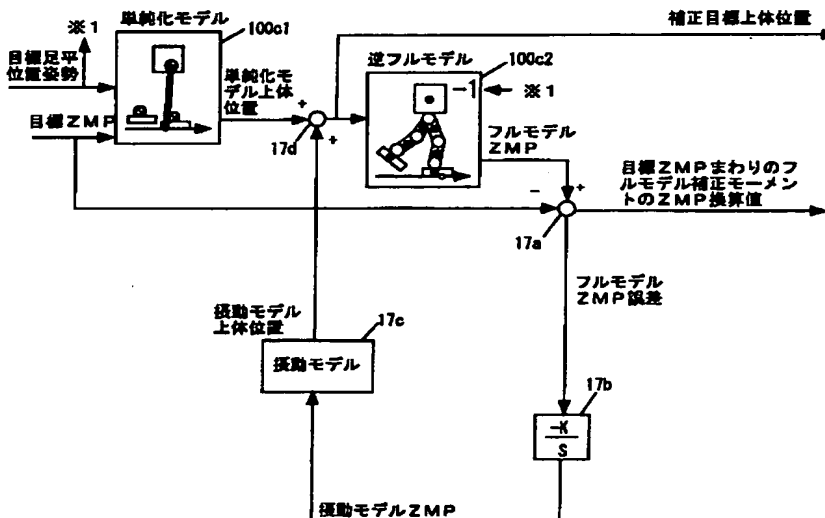 単純化モデル
100c1
※1
目標足平
位置姿勢
目標ZMP
単純化モ
デル上体
位置
+
17d
+
補正目標上体位置
逆フルモデル
100c2
-1
※1
フルモデル
ZMP
-
+
17a
目標ZMPまわりのフ
ルモデル補正モーメン
トのZMP換算値
フルモデル
ZMP誤差
摂動モデル
上体位置
17c
摂動モデル
17b
-K
S
摂動モデルZMP